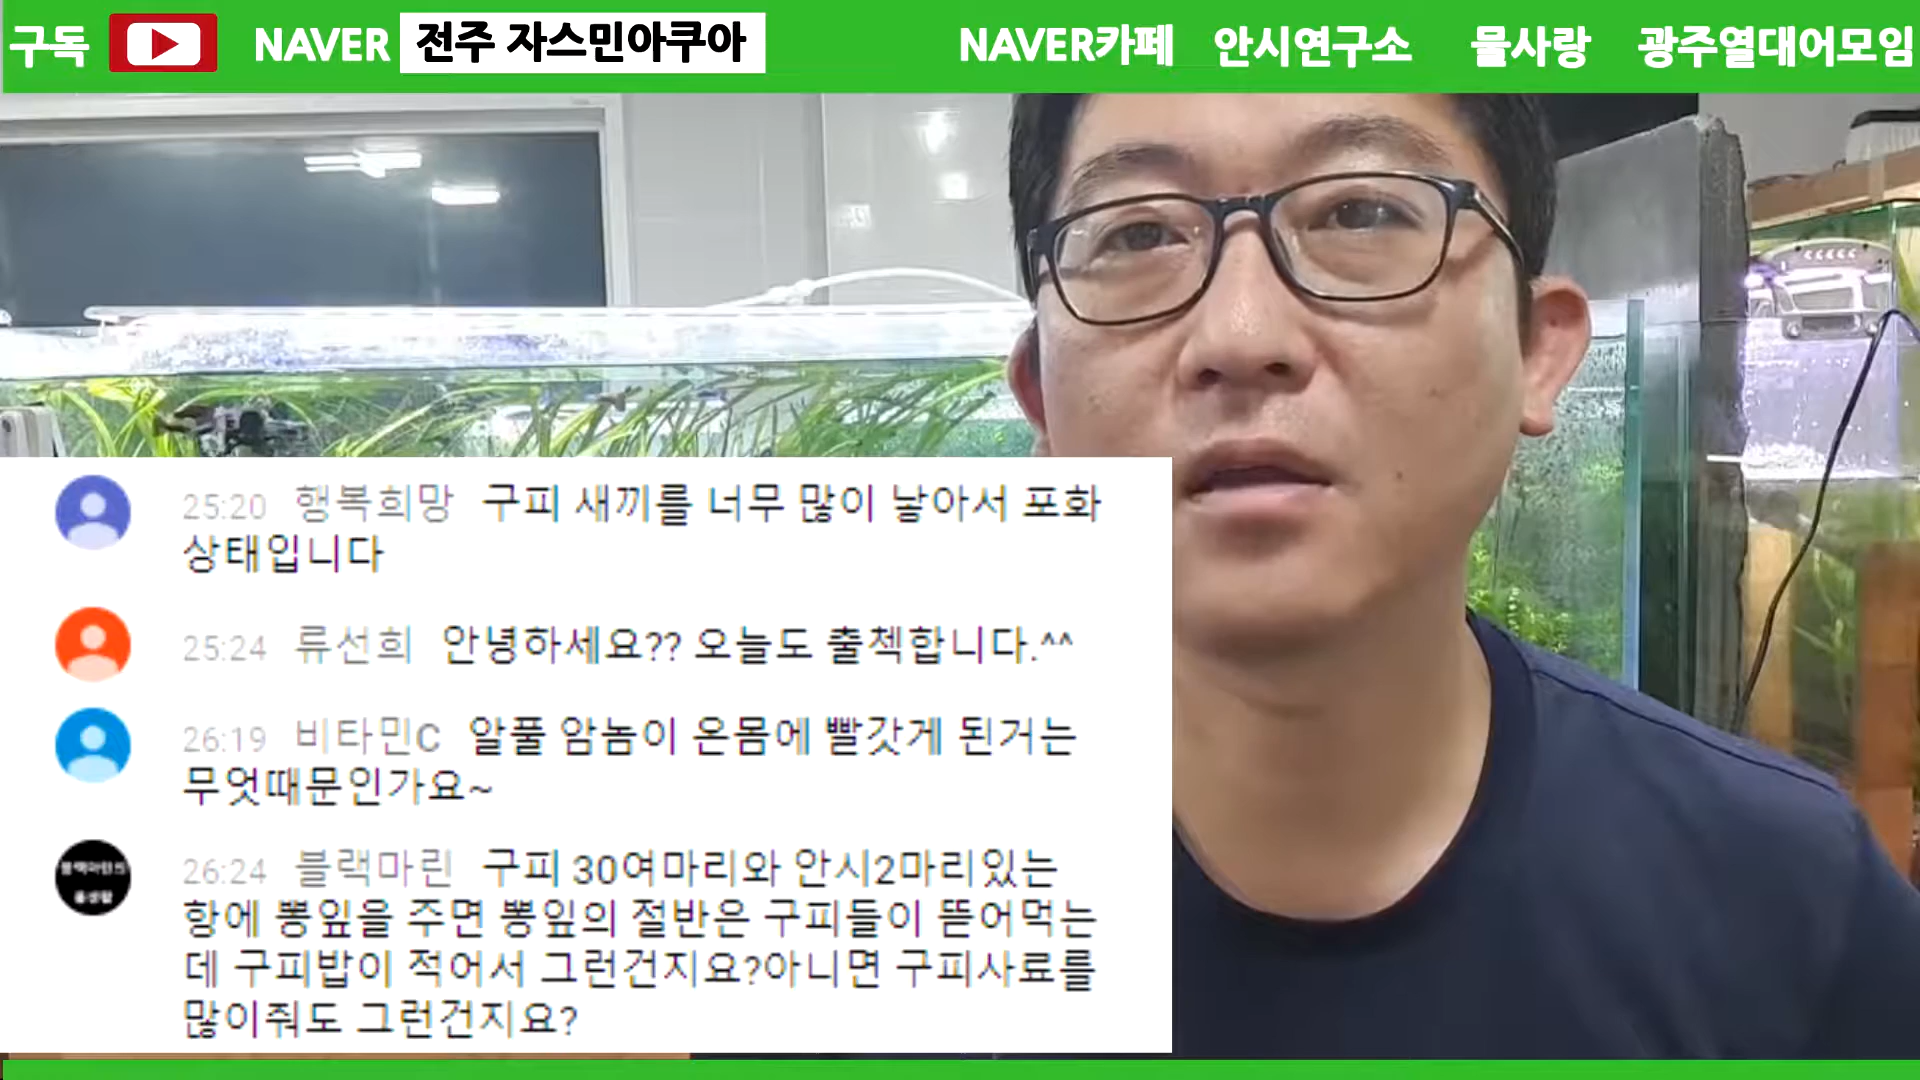 구독 NAVER 전주 자스민아쿠아 NAVER카페 안시연구소 물사랑 광주열대어모임
25:20 행복희망 구피 새끼를 너무 많이 낳아서 포화
상태입니다
25:24 류선희 안녕하세요?? 오늘도 출첵합니다.^^
26:19 비타민C 알풀 암놈이 온몸에 빨갓게 된거는
무엇때문인가요~
26:24 블랙마린 구피 30여마리와 안시2마리있는
항에 뽕잎을 주면 뽕잎의 절반은 구피들이 뜯어먹는
데 구피밥이 적어서 그런건지요?아니면 구피사료를
많이줘도 그런건지요?